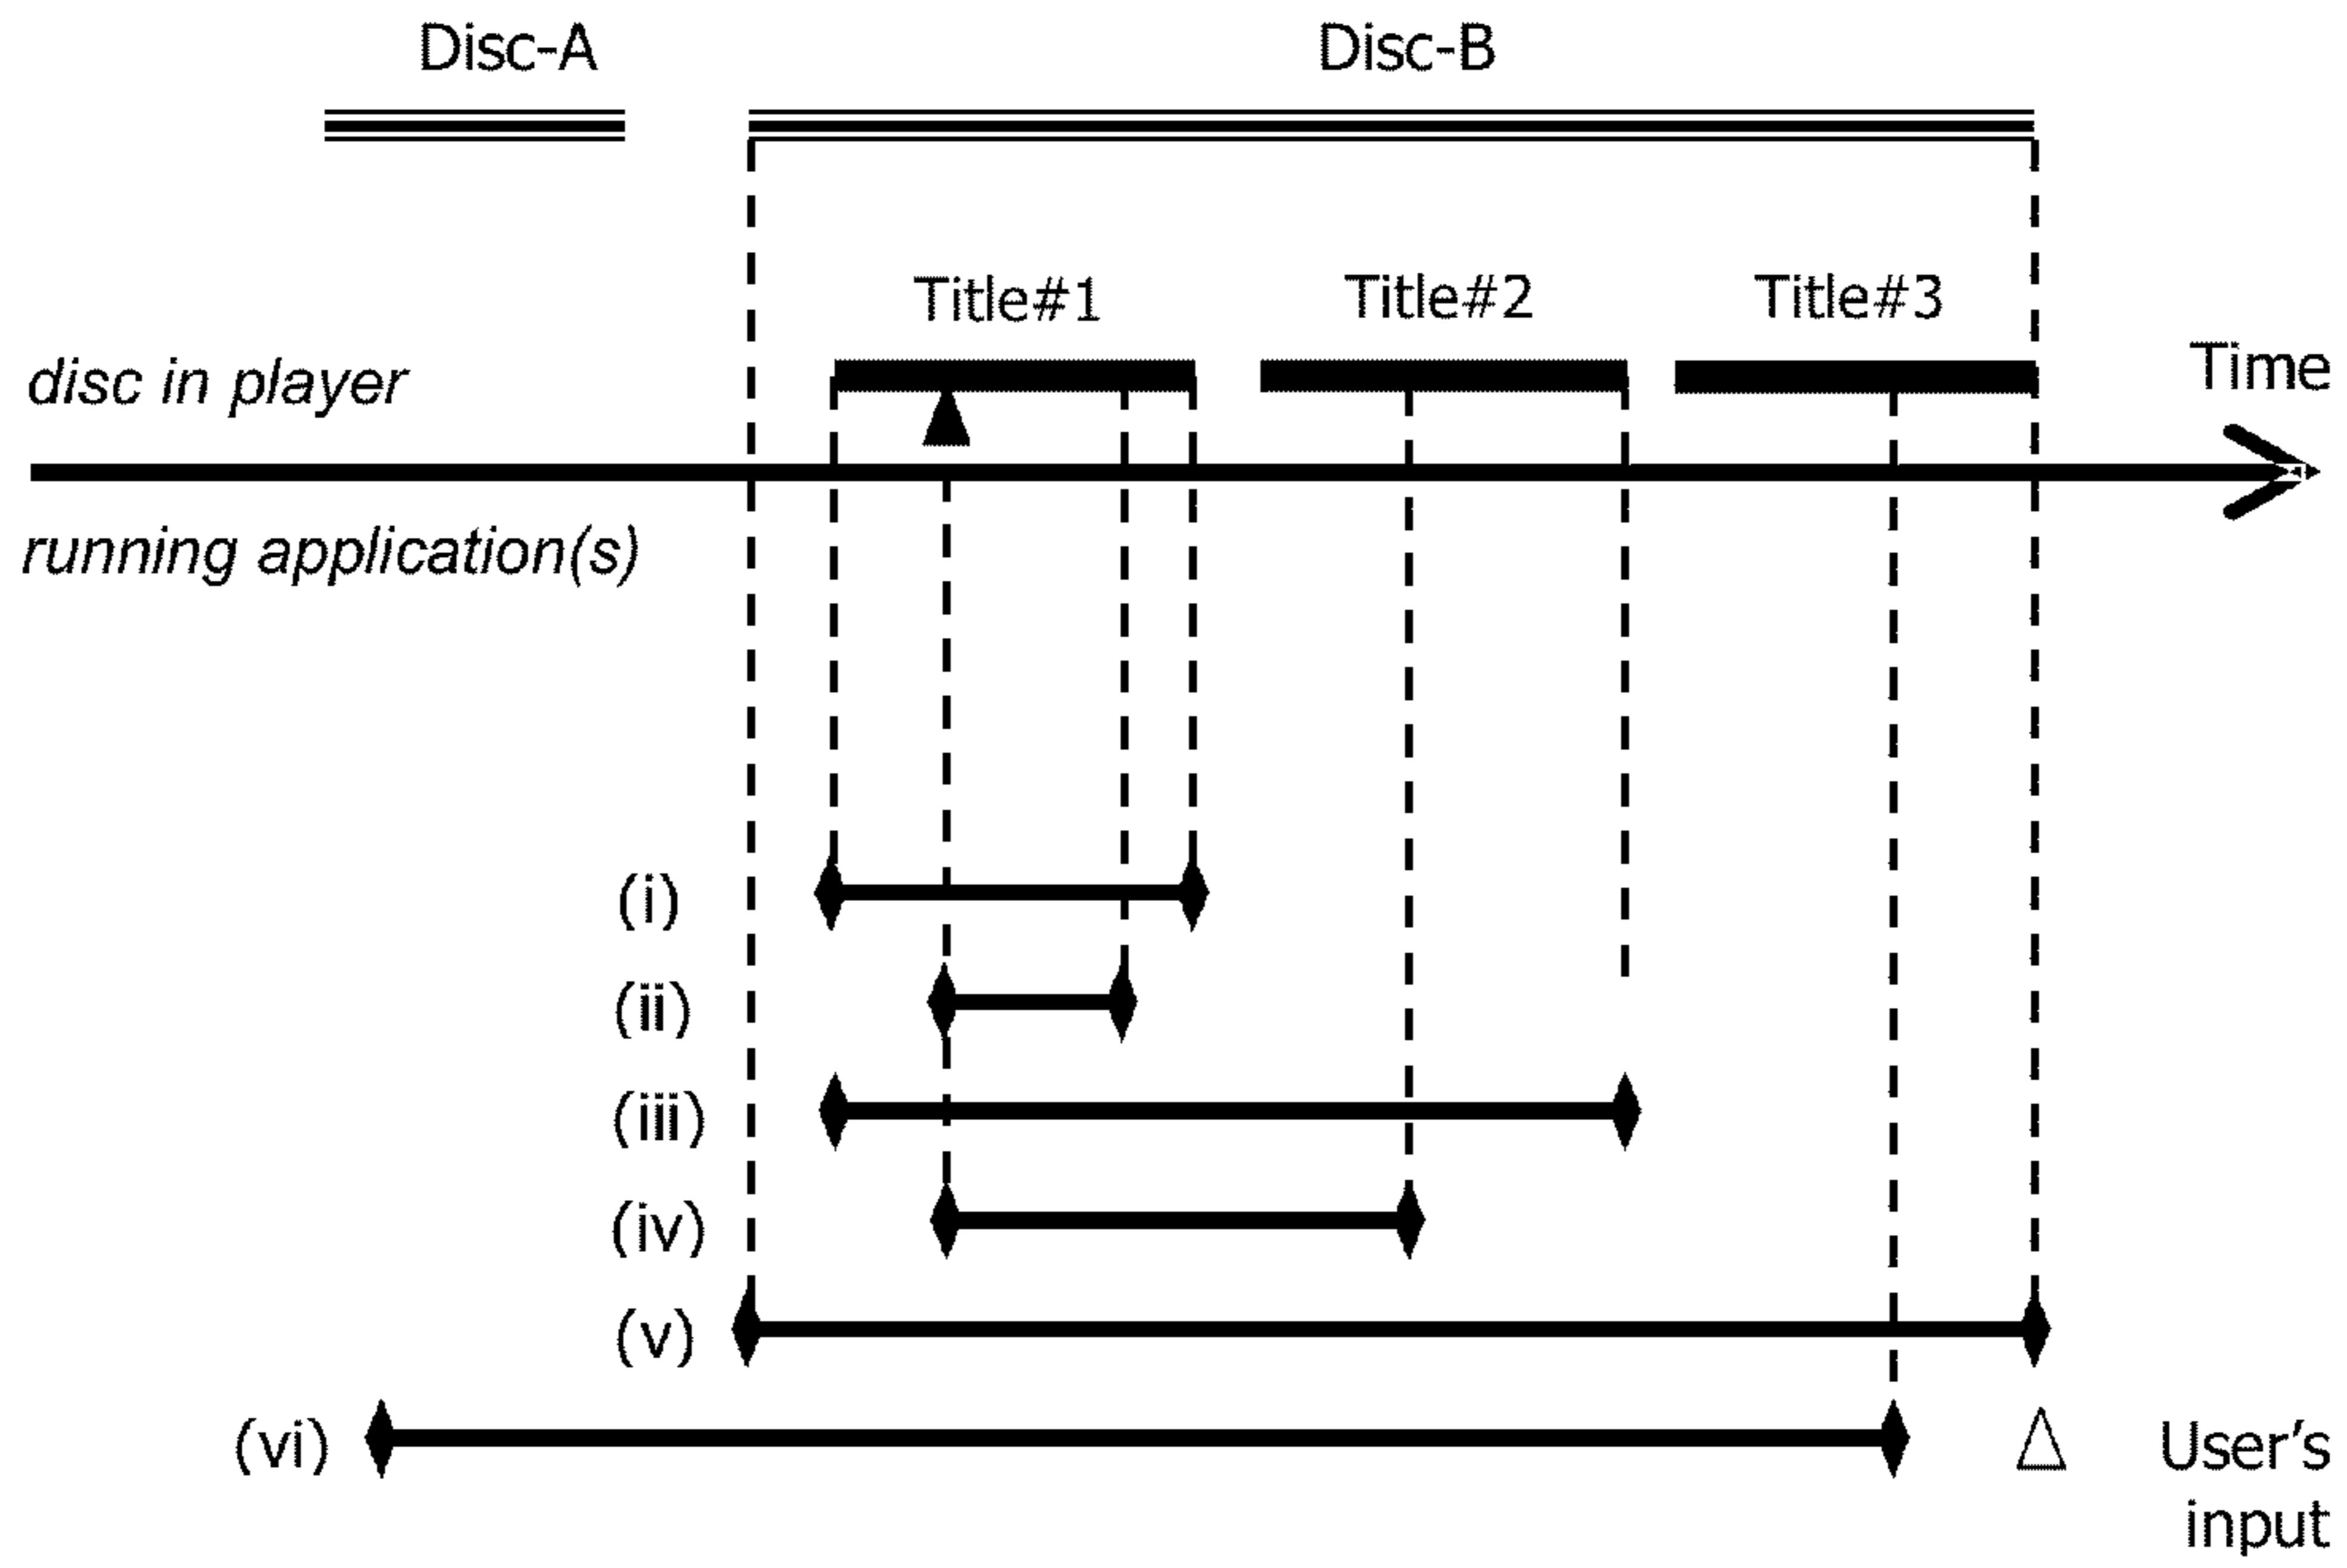 Disc-A
Disc-B
Title#1
Title#2
Title#3
disc in player
Time
running application(s)
(i)
(ii)
(iii)
(iv)
(v)
(vi)
User's
input